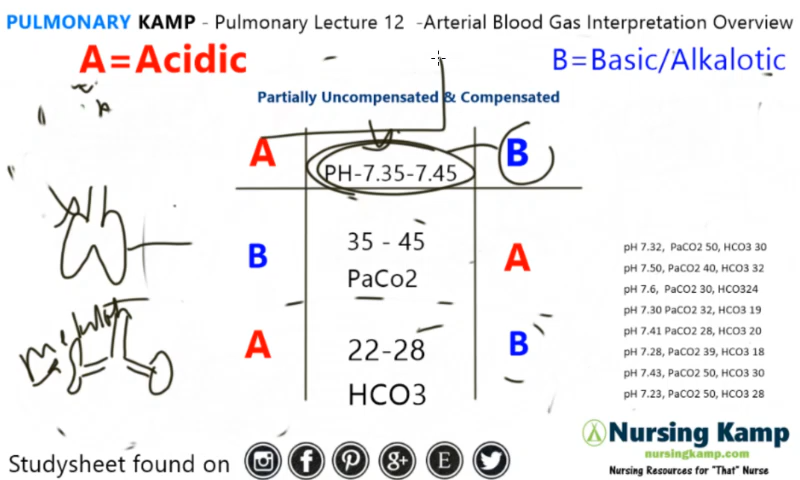 PULMONARY KAMP - Pulmonary Lecture 12 -Arterial Blood Gas Interpretation Overview
A=Acidic
B=Basic/Alkalotic
Partially Uncompensated & Compensated
A PH-7.35-7.45 B
B 35 - 45 A
PaCo2
A 22-28 B
HCO3
pH 7.32, PaCO2 50, HCO3 30
pH 7.50, PaCO2 40, HCO3 32
pH 7.6, PaCO2 30, HCO324
pH 7.30 PaCO2 32, HCO3 19
pH 7.41 PaCO2 28, HCO3 20
pH 7.28, PaCO2 39, HCO3 18
pH 7.43, PaCO2 50, HCO3 30
pH 7.23, PaCO2 50, HCO3 28
Nursing Kamp
nursingkamp.com
Nursing Resources for "That" Nurse
Studysheet found on